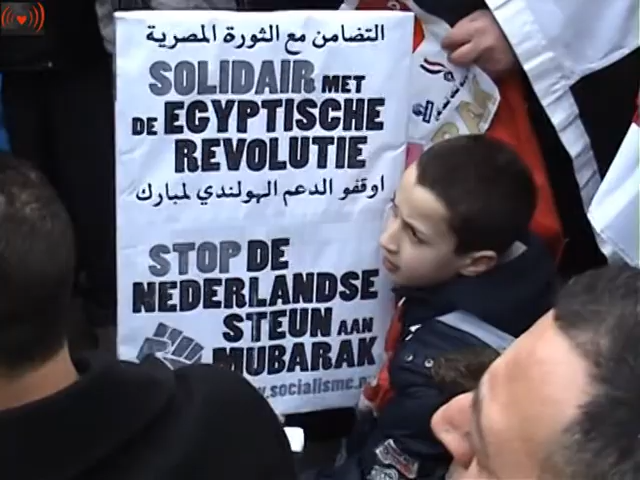 التضامن مع الثورة المصرية
SOLIDAIR MET
DE EGYPTISCHE
REVOLUTIE
اوقفو الدعم الهولندي لمبارك
STOP DE
NEDERLANDSE
STEUN AAN
MUBARAK
.socialisme.n